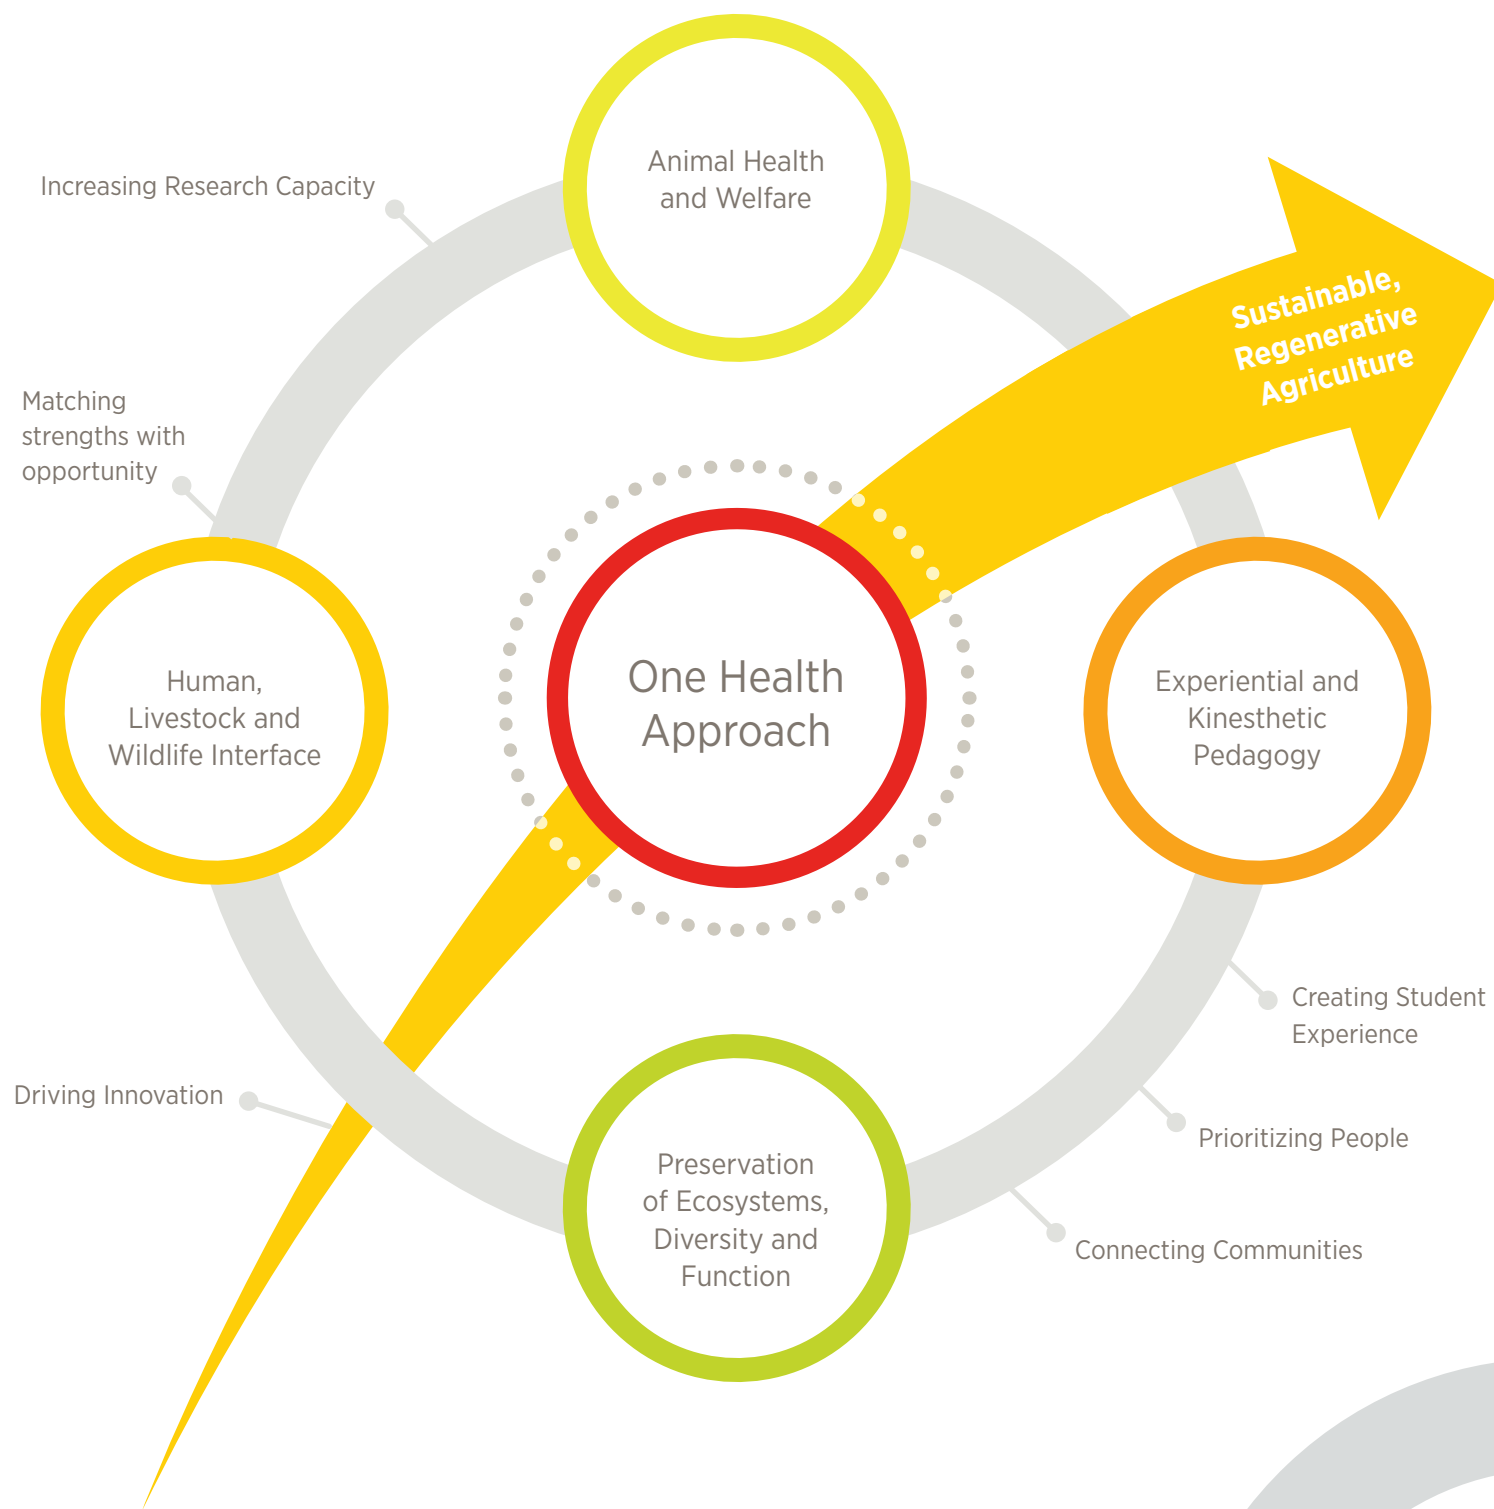 Animal Health
and Welfare
Increasing Research Capacity
Sustainable,
Regenerative
Agriculture
Matching
strengths with
opportunity
One Health
Approach
Human,
Livestock and
Wildlife Interface
Experiential and
Kinesthetic
Pedagogy
Creating Student
Experience
Driving Innovation
Prioritizing People
Preservation
of Ecosystems,
Diversity and
Function
Connecting Communities